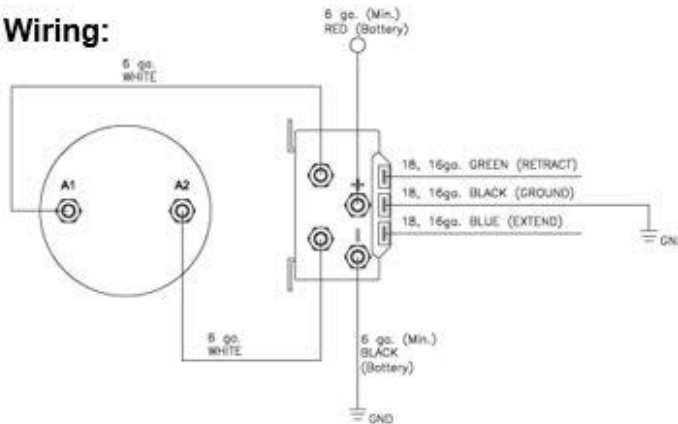 Wiring:
6 ga. (Min.)
RED (Battery)
6 ga.
WHITE
A1
A2
+
-
18, 16ga. GREEN (RETRACT)
18, 16ga. BLACK (GROUND)
18, 16ga. BLUE (EXTEND)
GN
6 ga.
WHITE
6 ga. (Min.)
BLACK
(Battery)
GND